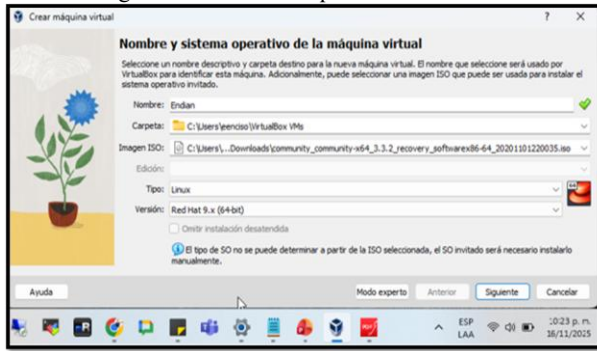 Crear máquina virtual
Nombre y sistema operativo de la máquina virtual
Seleccione un nombre descriptivo y carpeta destino para la nueva máquina virtual. El nombre que seleccione será usado por
VirtualBox para identificar esta máquina. Adicionalmente, puede seleccionar una imagen ISO que puede ser usada para instalar el
sistema operativo invitado.
Nombre: Endian
Carpeta: C:\Users\eenciso\VirtualBox VMs
Imagen ISO: C:\Users\...Downloads\community_community-x64_3.3.2_recovery_softwarex86-64_20201101220035.iso
Edición:
Tipo: Linux
Versión: Red Hat 9.x (64-bit)
Omitir instalación desatendida
El tipo de SO no se puede determinar a partir de la ISO seleccionada, el SO invitado será necesario instalarlo
manualmente.
Ayuda Modo experto Anterior Siguiente Cancelar
ESP
LAA
10:23 p. m.
16/11/2025